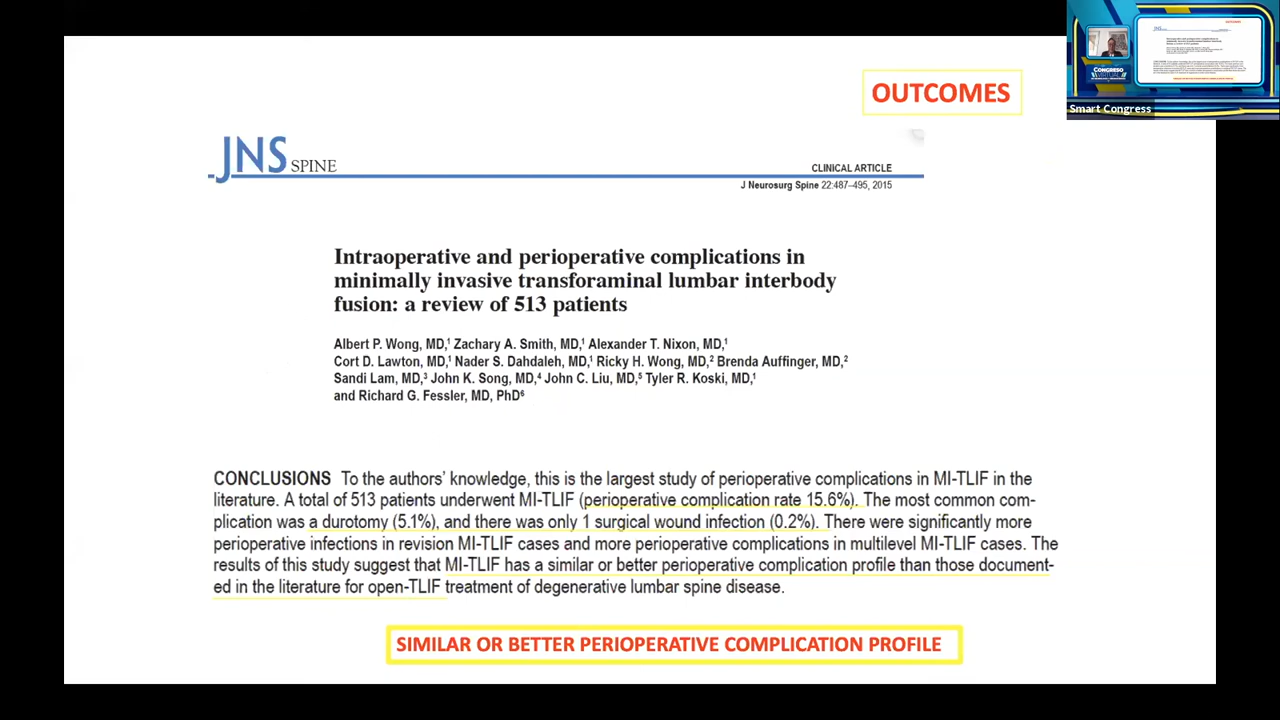 OUTCOMES
JNS SPINE
CLINICAL ARTICLE
J Neurosurg Spine 22:487–495, 2015
Intraoperative and perioperative complications in
minimally invasive transforaminal lumbar interbody
fusion: a review of 513 patients
Albert P. Wong, MD,¹ Zachary A. Smith, MD,¹ Alexander T. Nixon, MD,¹
Cort D. Lawton, MD,¹ Nader S. Dahdaleh, MD,¹ Ricky H. Wong, MD,² Brenda Auffinger, MD,²
Sandi Lam, MD,³ John K. Song, MD,⁴ John C. Liu, MD,⁵ Tyler R. Koski, MD,¹
and Richard G. Fessler, MD, PhD⁶
CONCLUSIONS To the authors’ knowledge, this is the largest study of perioperative complications in MI-TLIF in the
literature. A total of 513 patients underwent MI-TLIF (perioperative complication rate 15.6%). The most common com-
plication was a durotomy (5.1%), and there was only 1 surgical wound infection (0.2%). There were significantly more
perioperative infections in revision MI-TLIF cases and more perioperative complications in multilevel MI-TLIF cases. The
results of this study suggest that MI-TLIF has a similar or better perioperative complication profile than those document-
ed in the literature for open-TLIF treatment of degenerative lumbar spine disease.
SIMILAR OR BETTER PERIOPERATIVE COMPLICATION PROFILE
CONGRESO
VIRTUAL
Smart Congress